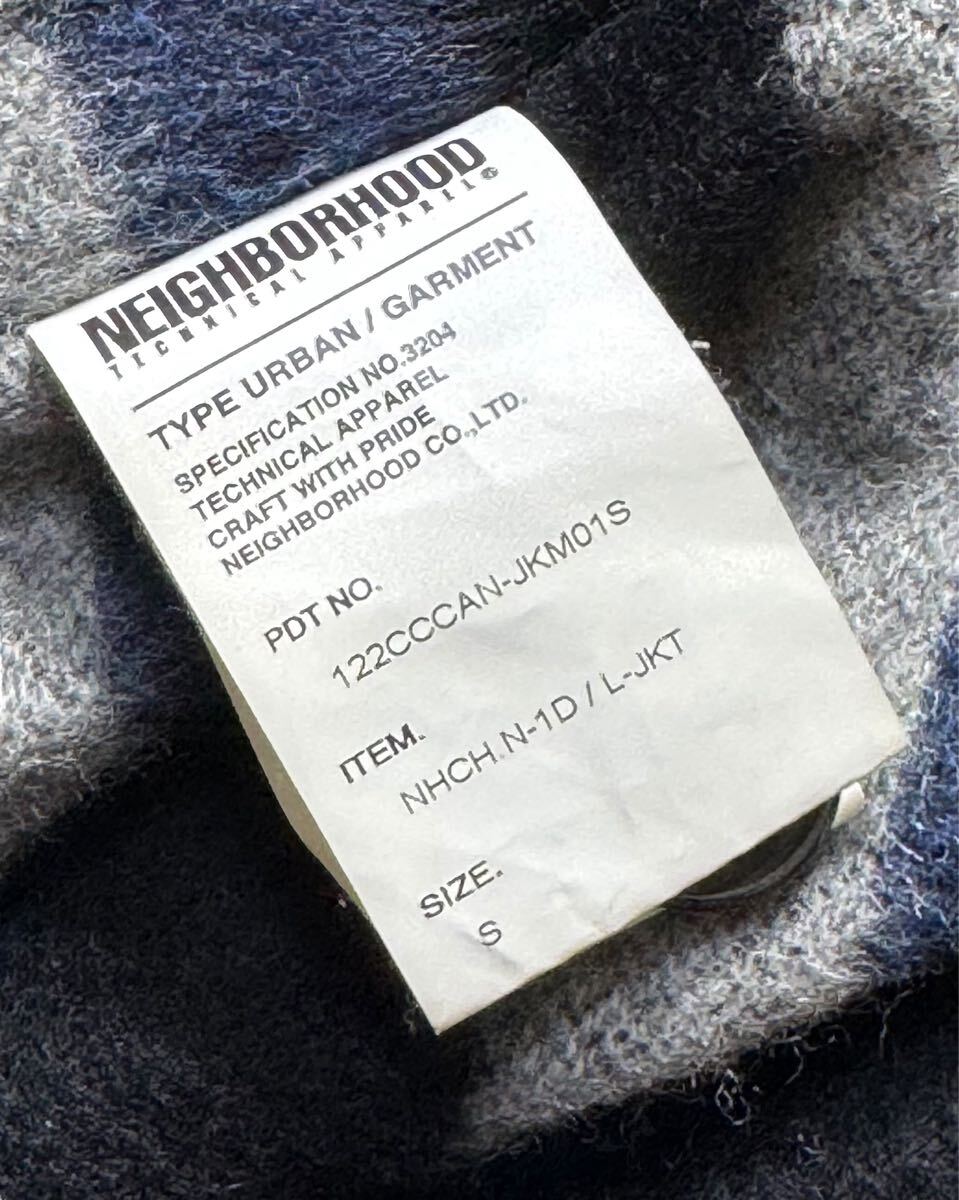 NEIGHBORHOOD
TECHNICAL APPAREL®
TYPE URBAN / GARMENT
SPECIFICATION NO.3204
TECHNICAL APPAREL
CRAFT WITH PRIDE
NEIGHBORHOOD CO.,LTD.
PDT NO.
122CCCAN-JKM01S
ITEM.
NHCH.N-1D / L-JKT
SIZE.
S